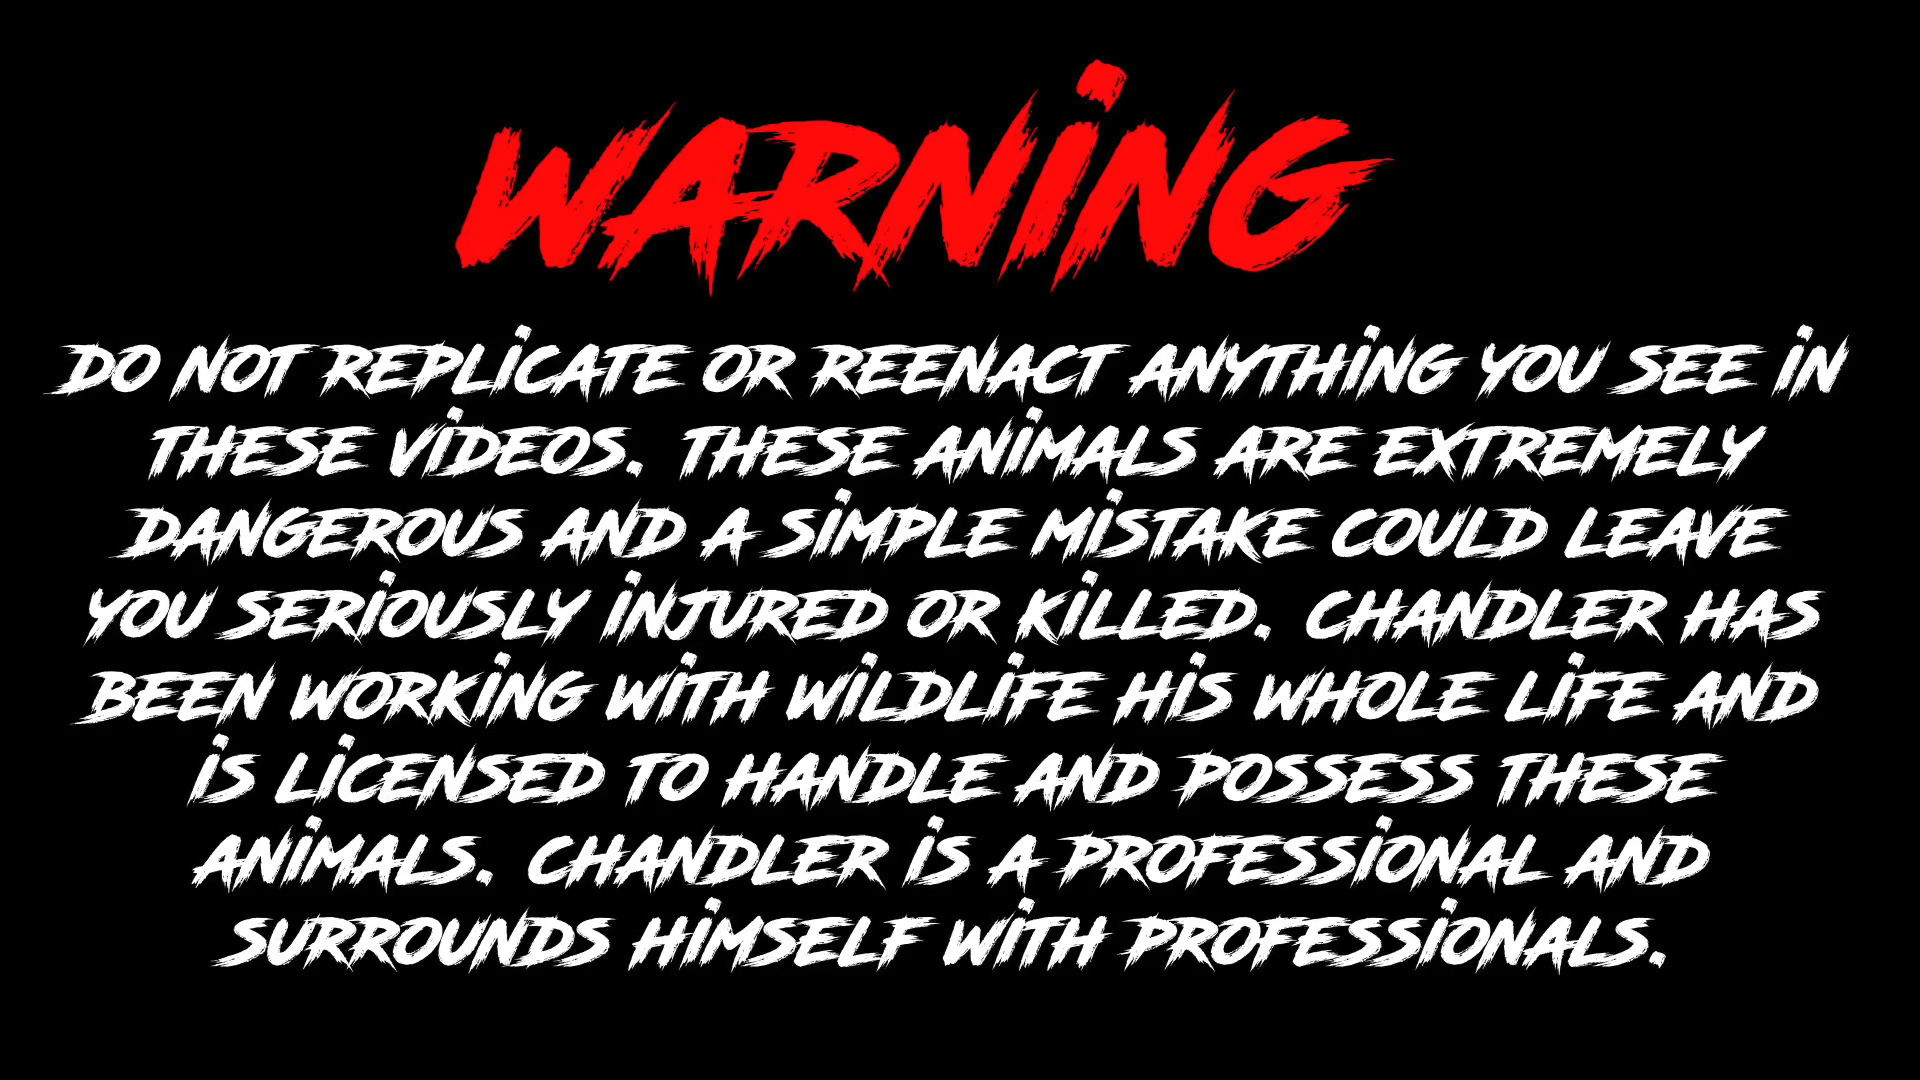 WARNING
DO NOT REPLICATE OR REENACT ANYTHING YOU SEE IN
THESE VIDEOS. THESE ANIMALS ARE EXTREMELY
DANGEROUS AND A SIMPLE MISTAKE COULD LEAVE
YOU SERIOUSLY INJURED OR KILLED. CHANDLER HAS
BEEN WORKING WITH WILDLIFE HIS WHOLE LIFE AND
IS LICENSED TO HANDLE AND POSSESS THESE
ANIMALS. CHANDLER IS A PROFESSIONAL AND
SURROUNDS HIMSELF WITH PROFESSIONALS.